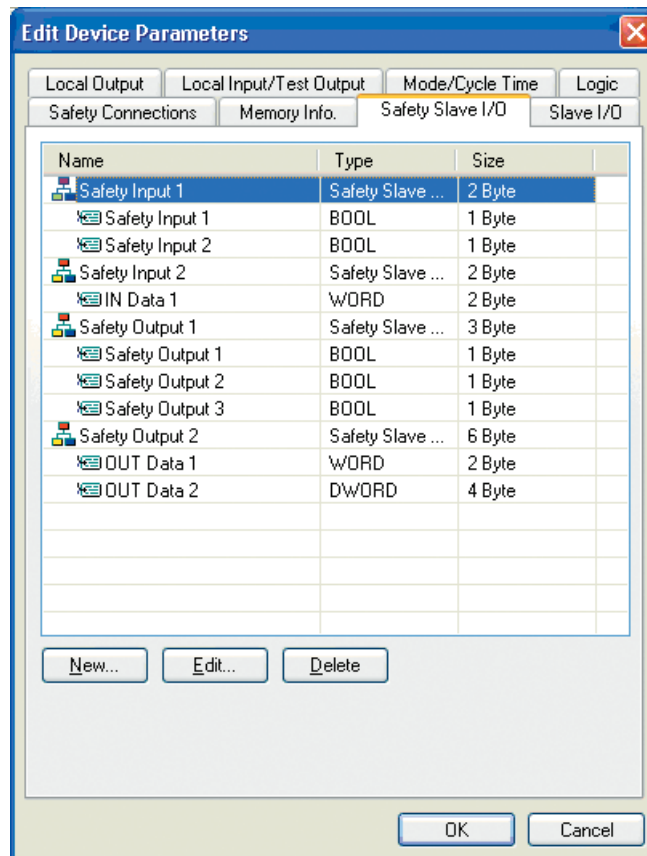 Edit Device Parameters
Local Output Local Input/Test Output Mode/Cycle Time Logic
Safety Connections Memory Info. Safety Slave I/O Slave I/O
Name Type Size
Safety Input 1 Safety Slave ... 2 Byte
Safety Input 1 BOOL 1 Byte
Safety Input 2 BOOL 1 Byte
Safety Input 2 Safety Slave ... 2 Byte
IN Data 1 WORD 2 Byte
Safety Output 1 Safety Slave ... 3 Byte
Safety Output 1 BOOL 1 Byte
Safety Output 2 BOOL 1 Byte
Safety Output 3 BOOL 1 Byte
Safety Output 2 Safety Slave ... 6 Byte
OUT Data 1 WORD 2 Byte
OUT Data 2 DWORD 4 Byte
New... Edit... Delete
OK Cancel